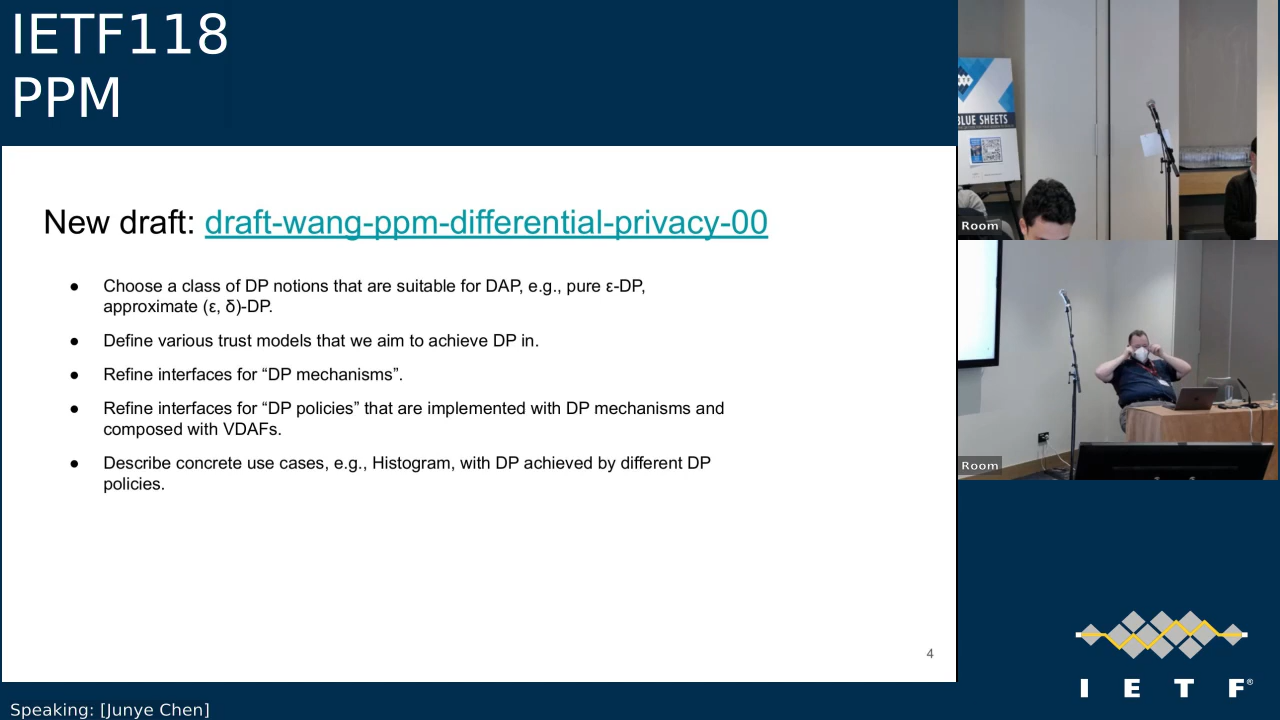 IETF118
PPM
New draft: draft-wang-ppm-differential-privacy-00
● Choose a class of DP notions that are suitable for DAP, e.g., pure ε-DP,
approximate (ε, δ)-DP.
● Define various trust models that we aim to achieve DP in.
● Refine interfaces for “DP mechanisms”.
● Refine interfaces for “DP policies” that are implemented with DP mechanisms and
composed with VDAFs.
● Describe concrete use cases, e.g., Histogram, with DP achieved by different DP
policies.
4
BLUE SHEETS
Room
Room
I E T F®
Speaking: [Junye Chen]